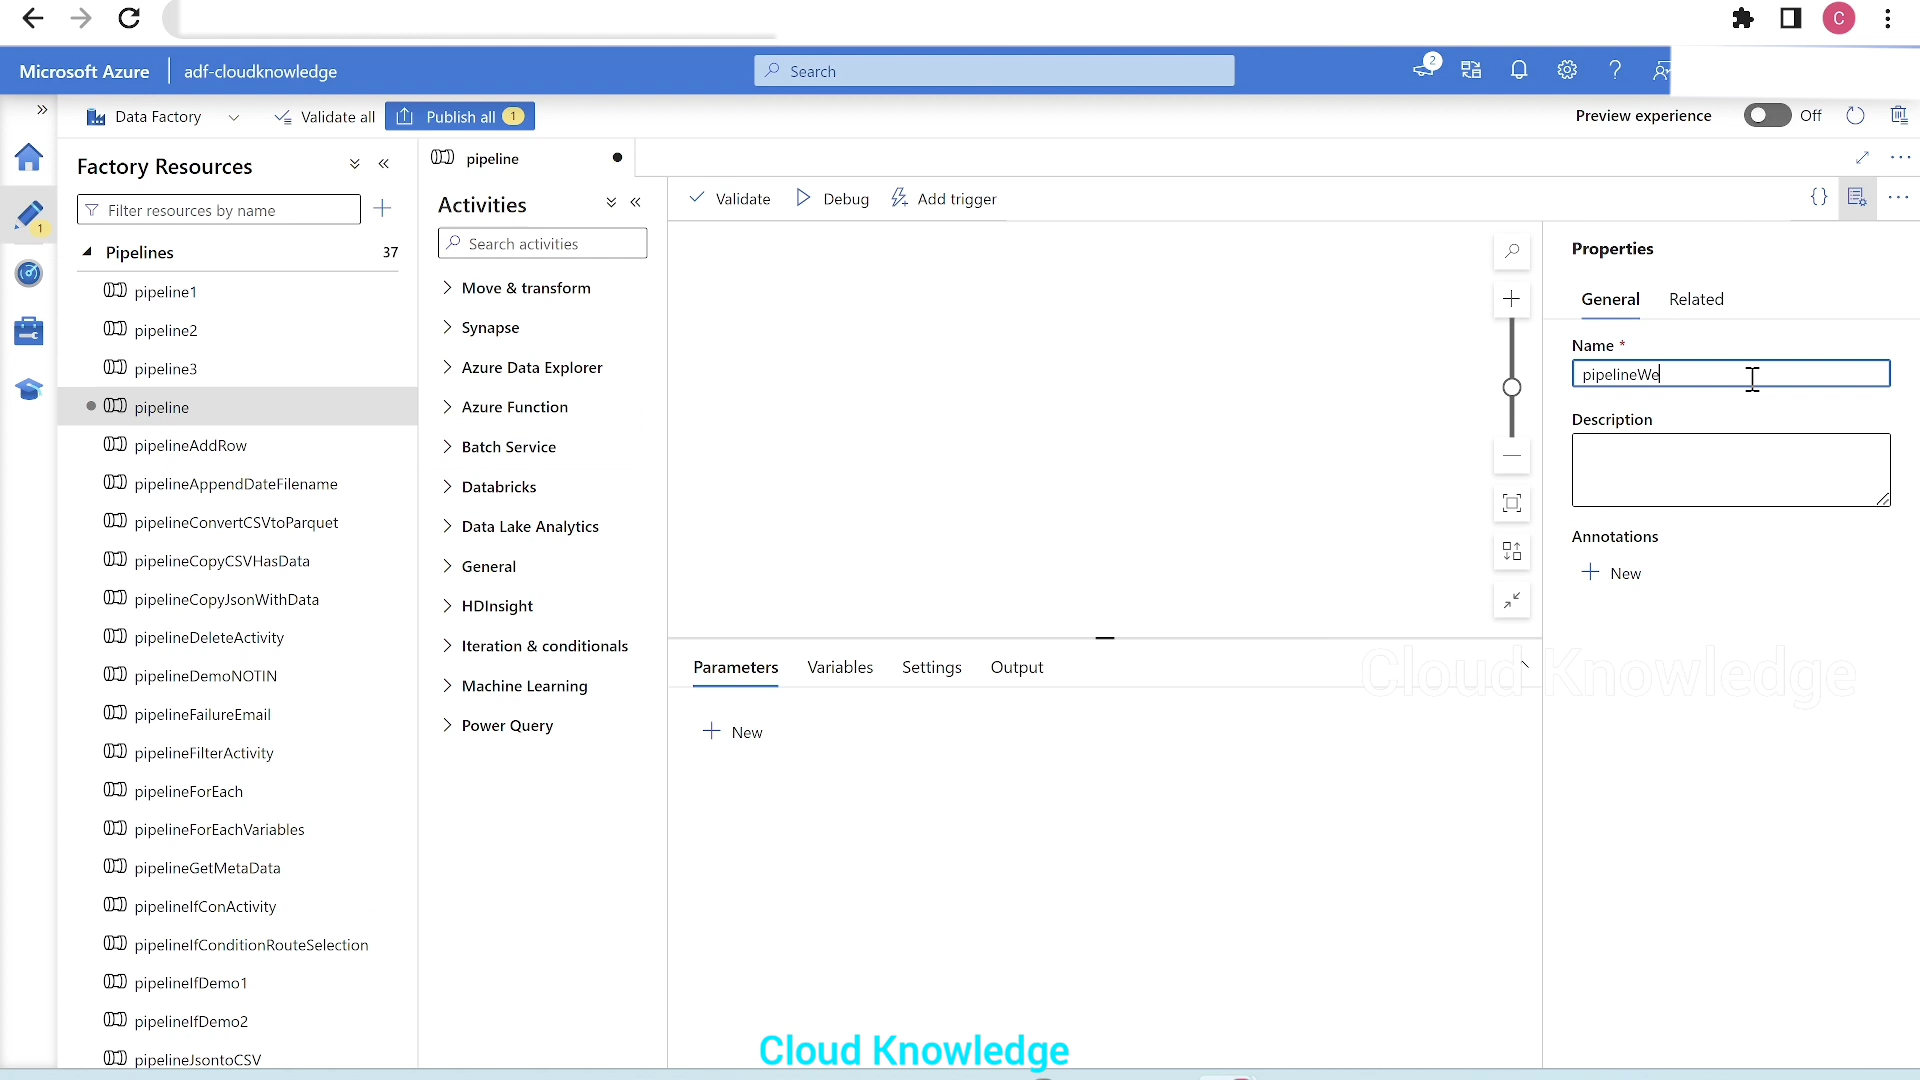 C
Microsoft Azure
adf-cloudknowledge
Search
2
Data Factory
Validate all
Publish all
1
Preview experience
Off
Factory Resources
Filter resources by name
1
Pipelines
37
pipeline1
pipeline2
pipeline3
pipeline
pipelineAddRow
pipelineAppendDateFilename
pipelineConvertCSVtoParquet
pipelineCopyCSVHasData
pipelineCopyJsonWithData
pipelineDeleteActivity
pipelineDemoNOTIN
pipelineFailureEmail
pipelineFilterActivity
pipelineForEach
pipelineForEachVariables
pipelineGetMetaData
pipelineIfConActivity
pipelineIfConditionRouteSelection
pipelineIfDemo1
pipelineIfDemo2
pipelineJsontoCSV
pipeline
Activities
Search activities
Move & transform
Synapse
Azure Data Explorer
Azure Function
Batch Service
Databricks
Data Lake Analytics
General
HDInsight
Iteration & conditionals
Machine Learning
Power Query
Validate
Debug
Add trigger
Parameters
Variables
Settings
Output
New
Properties
General
Related
Name *
pipelineWe
Description
Annotations
New
Cloud Knowledge
Cloud Knowledge